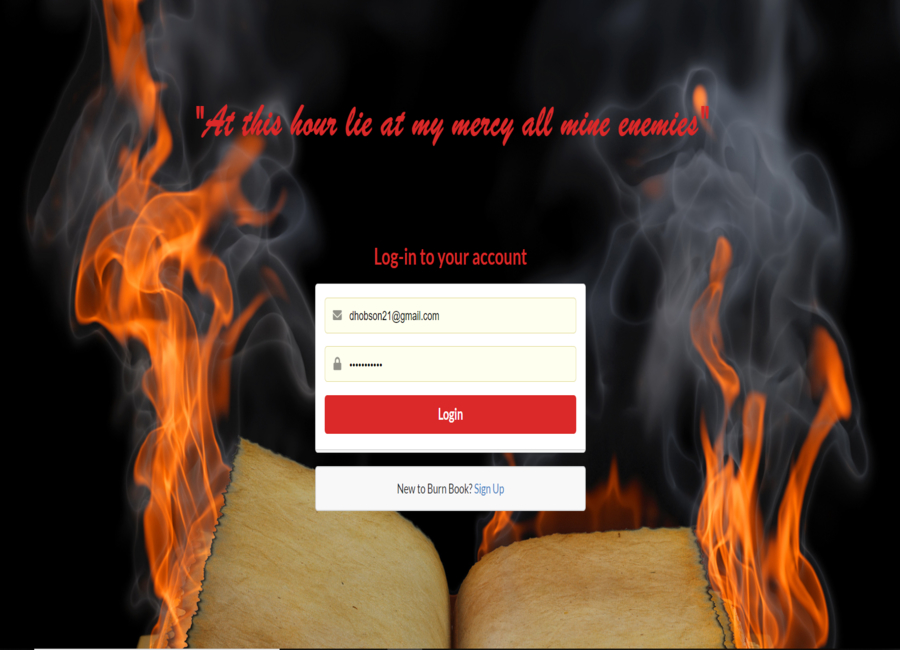 "At this hour lie at my mercy all mine enemies"
Log-in to your account
dhobson21@gmail.com
•••••••••••
Login
New to Burn Book? Sign Up